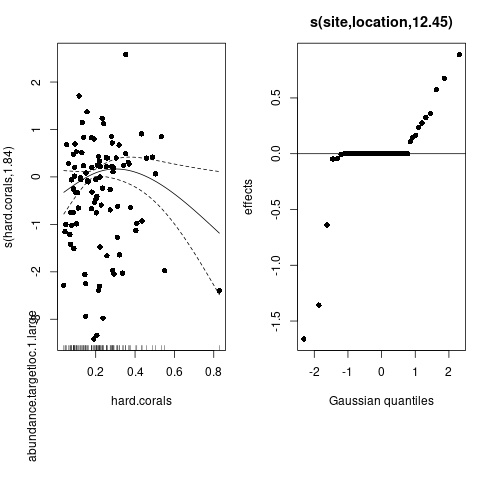 s(site,location,12.45)
s(hard.corals,1.84)
2
1
0
-1
-2
-3
0.2 0.4 0.6 0.8
hard.corals
abundance.targetloc.1.large
effects
0.5
0.0
-0.5
-1.0
-1.5
-2 -1 0 1 2
Gaussian quantiles